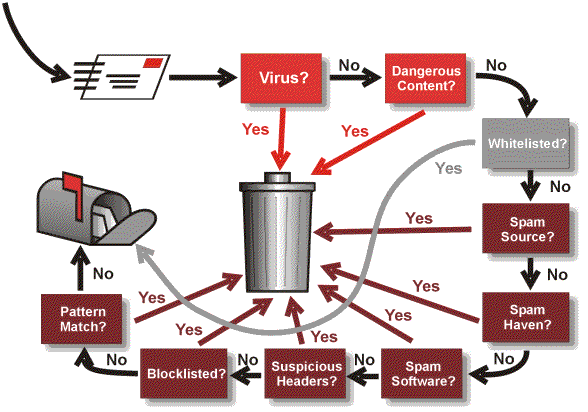 Virus?
No
Dangerous
Content?
No
Yes
Yes
Whitelisted?
Yes
No
Yes
Spam
Source?
No
Spam
Haven?
Yes
No
Spam
Software?
Yes
No
Suspicious
Headers?
Yes
No
Blocklisted?
Yes
No
Pattern
Match?
Yes
No